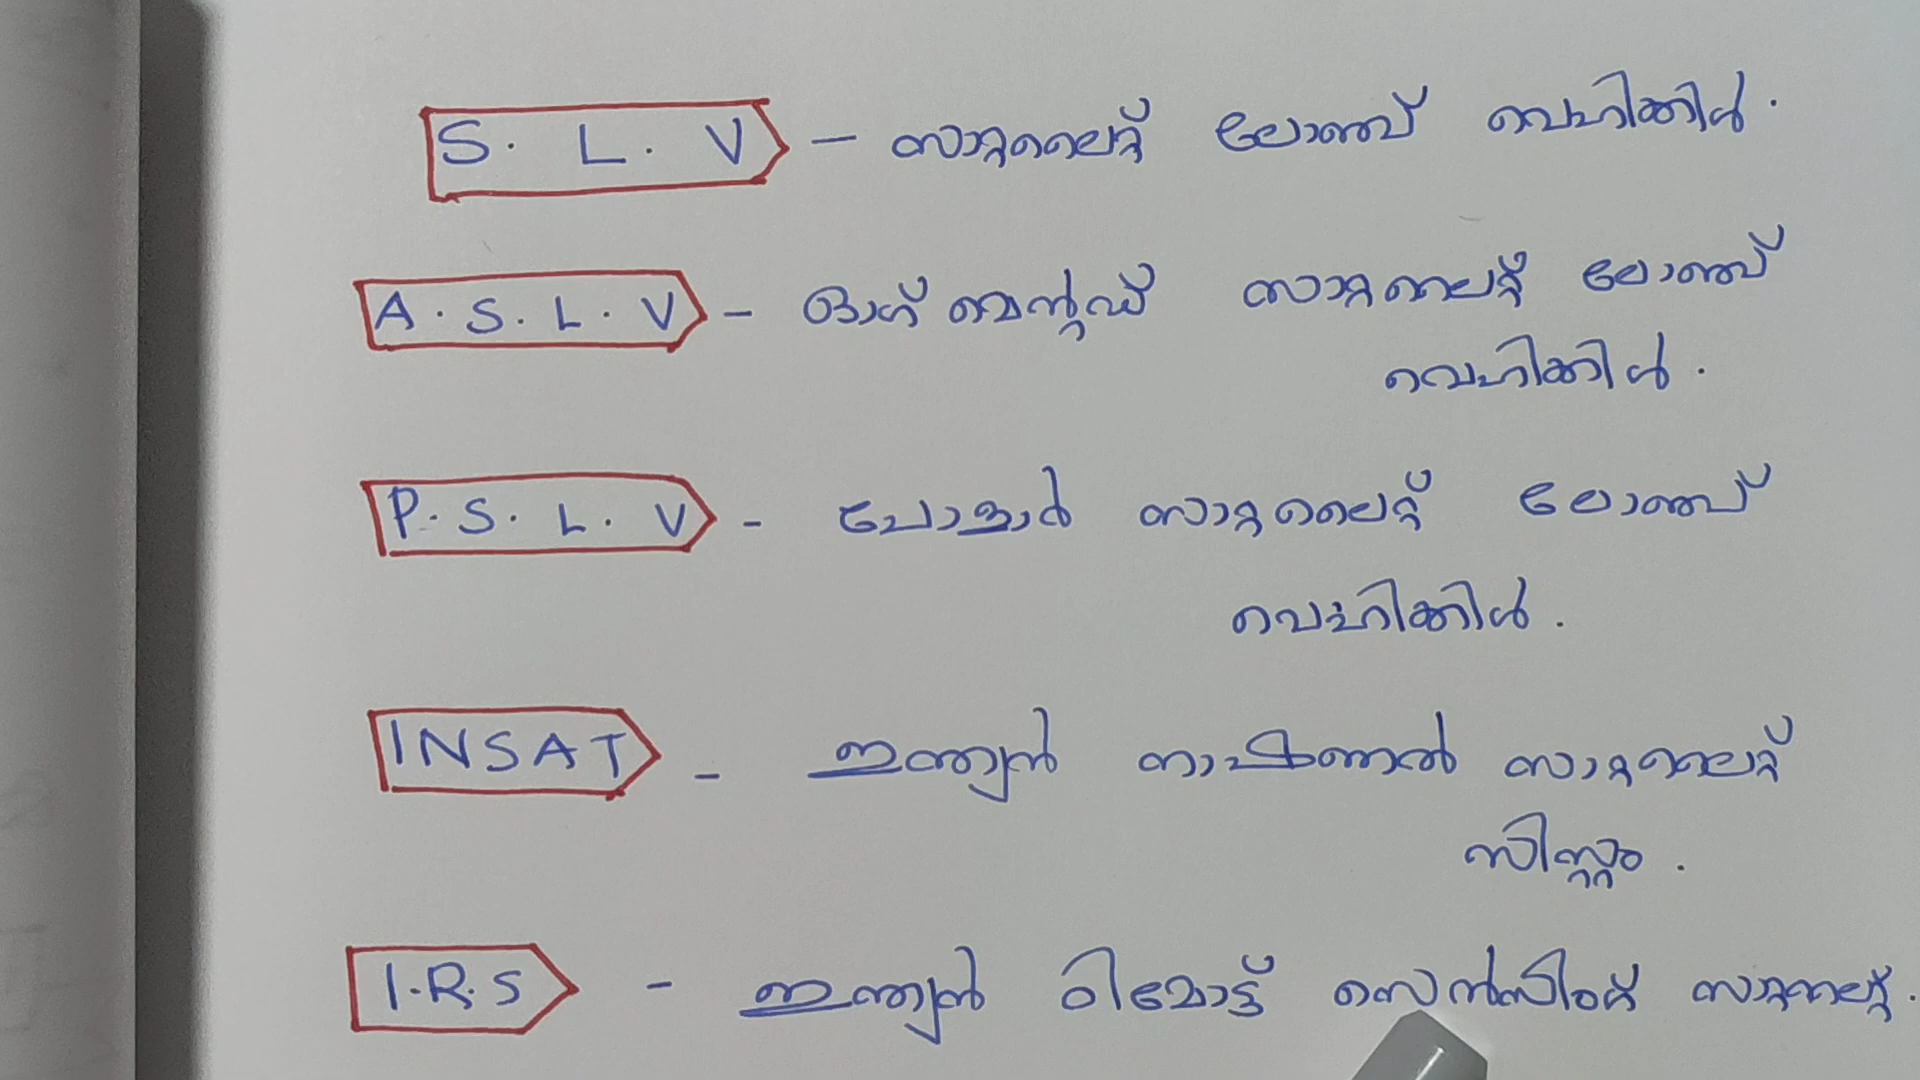 S. L. V - സാറ്റലൈറ്റ് ലോഞ്ച് വെഹിക്കിൾ.
A. S. L. V - ഓഗ് മെന്റഡ് സാറ്റലൈറ്റ് ലോഞ്ച്
വെഹിക്കിൾ.
P. S. L. V - പോളാർ സാറ്റലൈറ്റ് ലോഞ്ച്
വെഹിക്കിൾ.
INSAT - ഇന്ത്യൻ നാഷണൽ സാറ്റലൈറ്റ്
സിസ്റ്റം.
I.R.S - ഇന്ത്യൻ റിമോട്ട് സെൻസിംഗ് സാറ്റലൈറ്റ്.